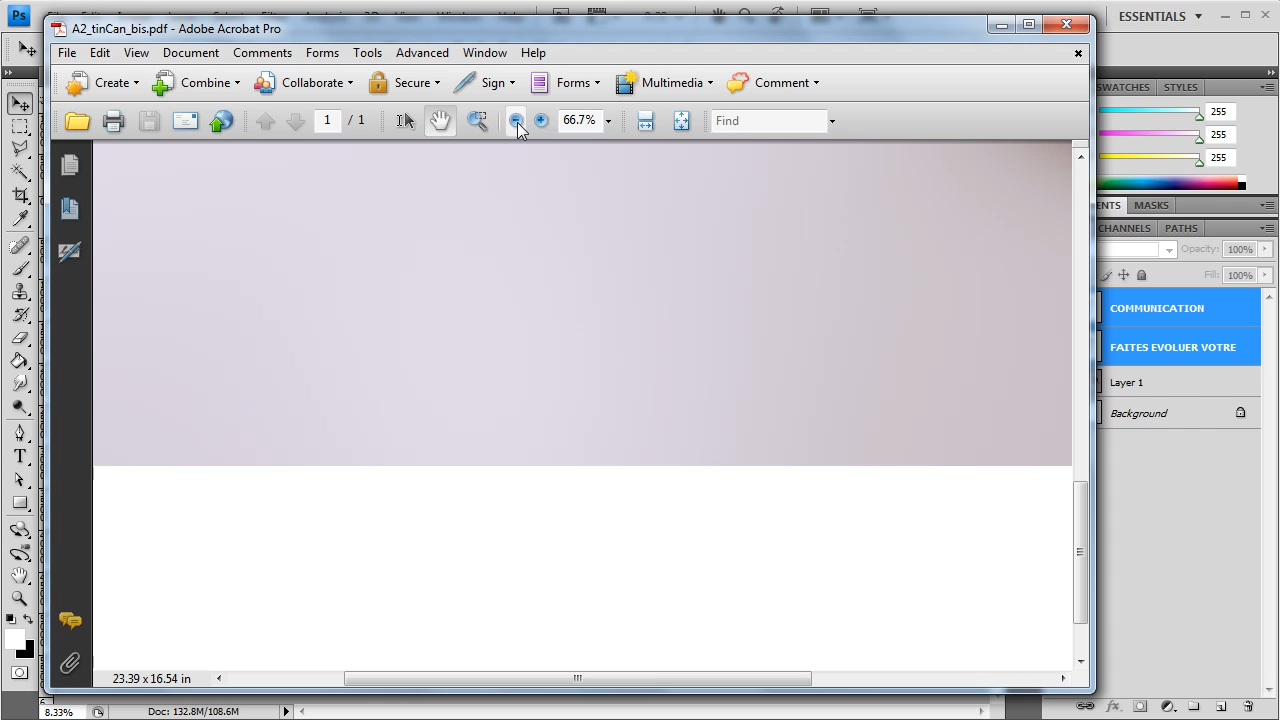 Ps
ESSENTIALS
A2_tinCan_bis.pdf - Adobe Acrobat Pro
File Edit View Document Comments Forms Tools Advanced Window Help
Create Combine Collaborate Secure Sign Forms Multimedia Comment
1 / 1 66.7% Find
SWATCHES STYLES
255
255
255
ENTS MASKS
CHANNELS PATHS
Opacity: 100%
Fill: 100%
COMMUNICATION
FAITES EVOLUER VOTRE
Layer 1
Background
T
23.39 x 16.54 in
8.33% Doc: 132.8M/108.6M
fx